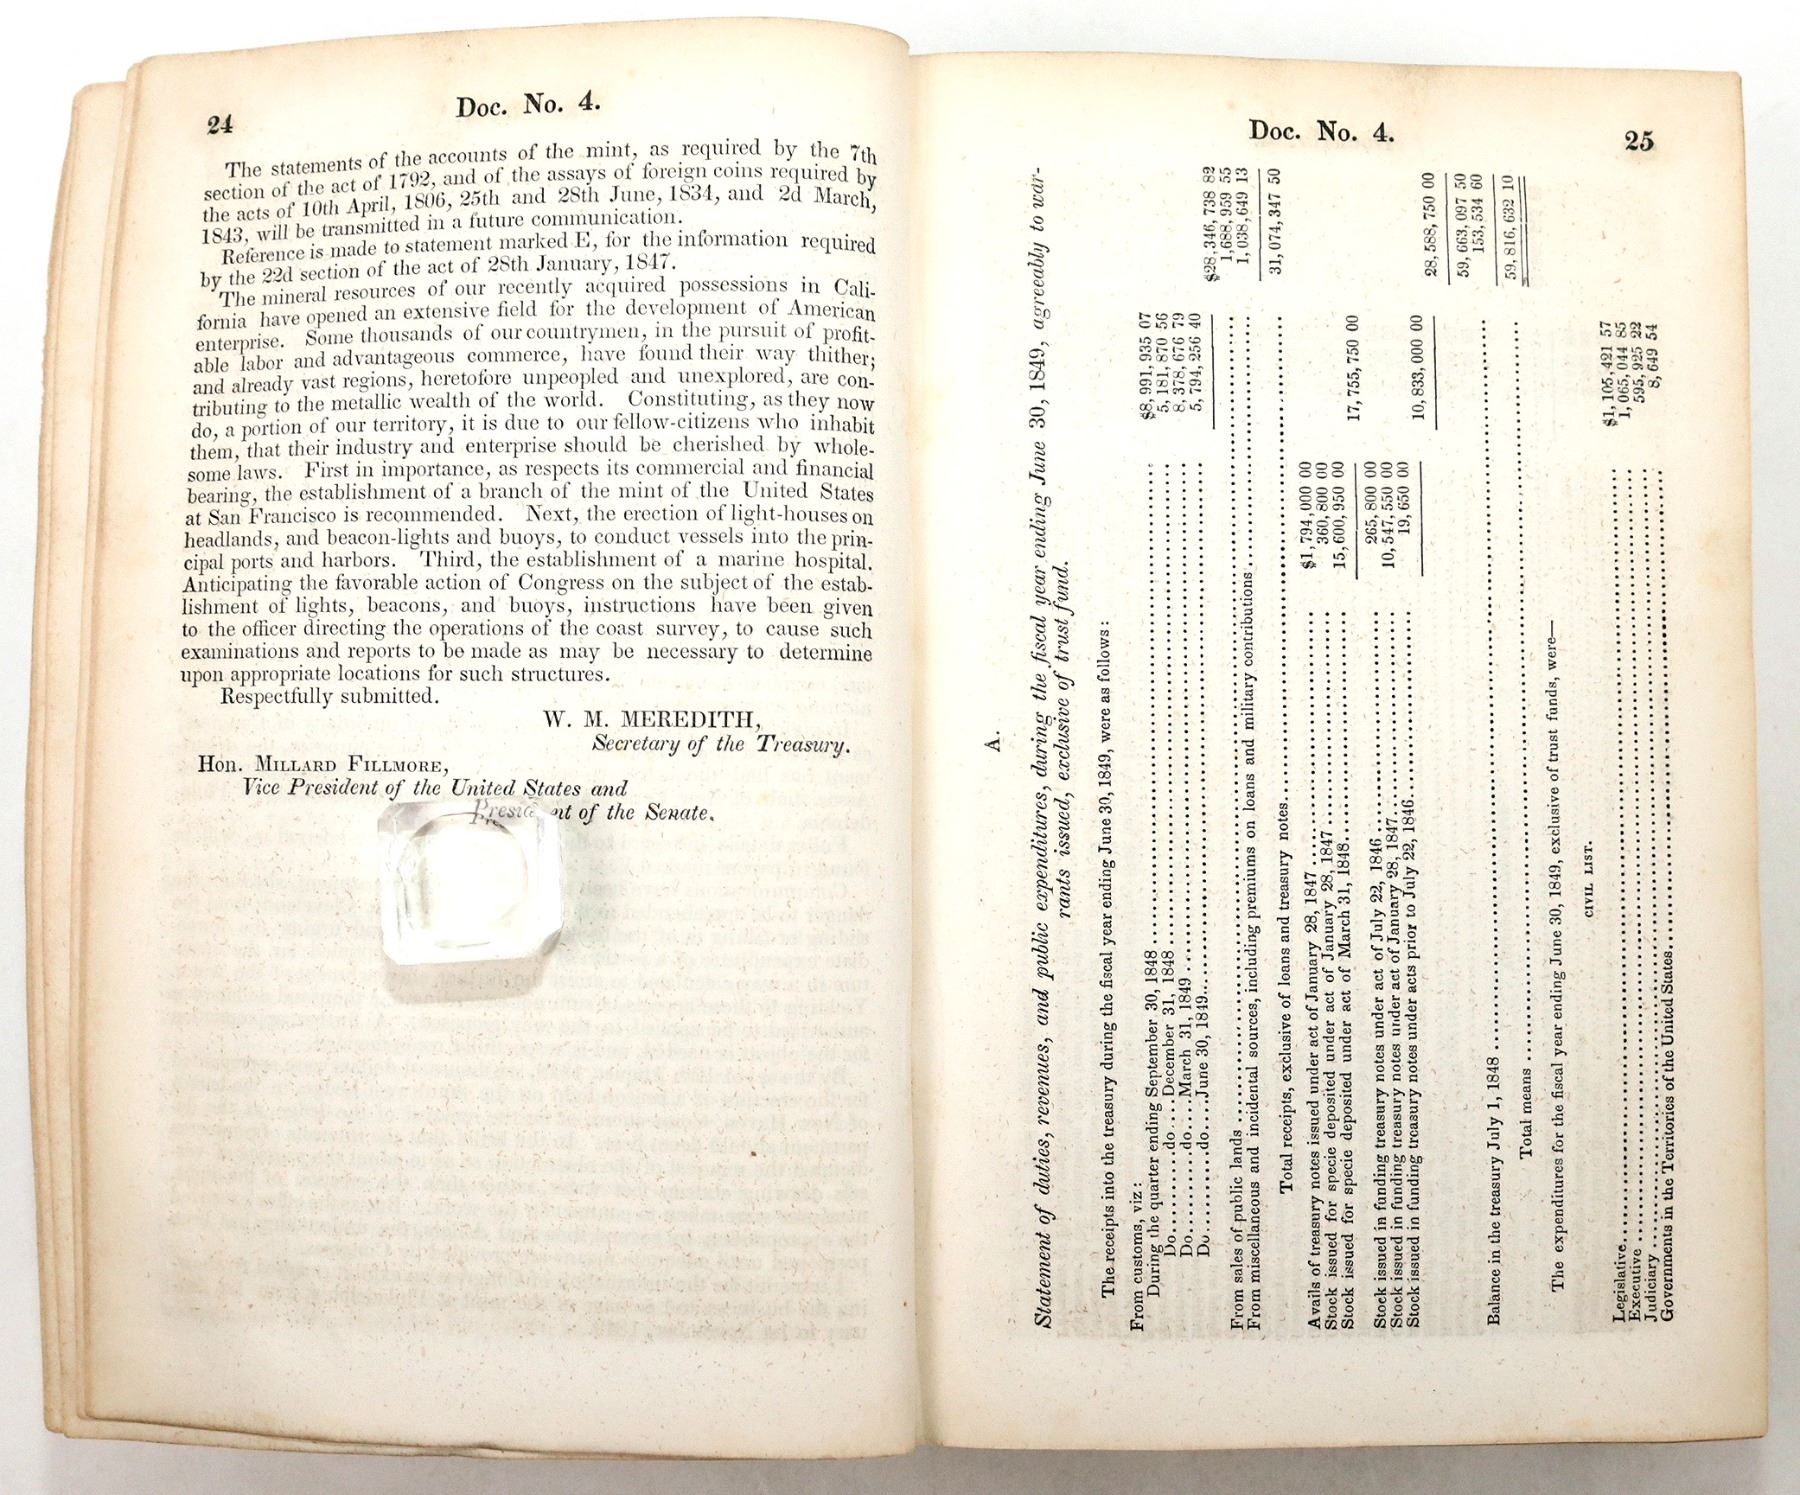 24
Doc. No. 4.
The statements of the accounts of the mint, as required by the 7th
section of the act of 1792, and of the assays of foreign coins required by
the acts of 10th April, 1806, 25th and 28th June, 1834, and 2d March,
1843, will be transmitted in a future communication.
Reference is made to statement marked E, for the information required
by the 22d section of the act of 28th January, 1847.
The mineral resources of our recently acquired possessions in Cali-
fornia have opened an extensive field for the development of American
enterprise. Some thousands of our countrymen, in the pursuit of profit-
able labor and advantageous commerce, have found their way thither;
and already vast regions, heretofore unpeopled and unexplored, are con-
tributing to the metallic wealth of the world. Constituting, as they now
do, a portion of our territory, it is due to our fellow-citizens who inhabit
them, that their industry and enterprise should be cherished by whole-
some laws. First in importance, as respects its commercial and financial
bearing, the establishment of a branch of the mint of the United States
at San Francisco is recommended. Next, the erection of light-houses on
headlands, and beacon-lights and buoys, to conduct vessels into the prin-
cipal ports and harbors. Third, the establishment of a marine hospital.
Anticipating the favorable action of Congress on the subject of the estab-
lishment of lights, beacons, and buoys, instructions have been given
to the officer directing the operations of the coast survey, to cause such
examinations and reports to be made as may be necessary to determine
upon appropriate locations for such structures.
Respectfully submitted.
W. M. MEREDITH,
Secretary of the Treasury.
Hon. MILLARD FILLMORE,
Vice President of the United States and
President of the Senate.
Doc. No. 4.
25
A.
Statement of duties, revenues, and public expenditures, during the fiscal year ending June 30, 1849, agreeably to war-
rants issued, exclusive of trust fund.
The receipts into the treasury during the fiscal year ending June 30, 1849, were as follows:
From customs, viz:
During the quarter ending September 30, 1848 ........ $8,991,935 07
Do........do....December 31, 1848 ........ 5,181,870 56
Do........do....March 31, 1849 ........ 8,378,676 79
Do........do....June 30, 1849 ........ 5,794,256 40
$28,346,738 82
From sales of public lands ........ 1,688,959 55
From miscellaneous and incidental sources, including premiums on loans and military contributions ........ 1,038,649 13
Total receipts, exclusive of loans and treasury notes ........ 31,074,347 50
Avails of treasury notes issued under act of January 28, 1847 ........ $1,794,000 00
Stock issued for specie deposited under act of January 28, 1847 ........ 360,800 00
Stock issued for specie deposited under act of March 31, 1848 ........ 15,600,950 00
17,755,750 00
Stock issued in funding treasury notes under act of July 22, 1846 ........ 265,800 00
Stock issued in funding treasury notes under act of January 28, 1847 ........ 10,547,550 00
Stock issued in funding treasury notes under acts prior to July 22, 1846 ........ 19,650 00
10,833,000 00
28,588,750 00
59,663,097 50
Balance in the treasury July 1, 1848 ........ 153,534 60
Total means ........ 59,816,632 10
The expenditures for the fiscal year ending June 30, 1849, exclusive of trust funds, were—
CIVIL LIST.
Legislative ........ $1,105,421 57
Executive ........ 1,065,044 85
Judiciary ........ 595,925 22
Governments in the Territories of the United States ........ 8,649 54